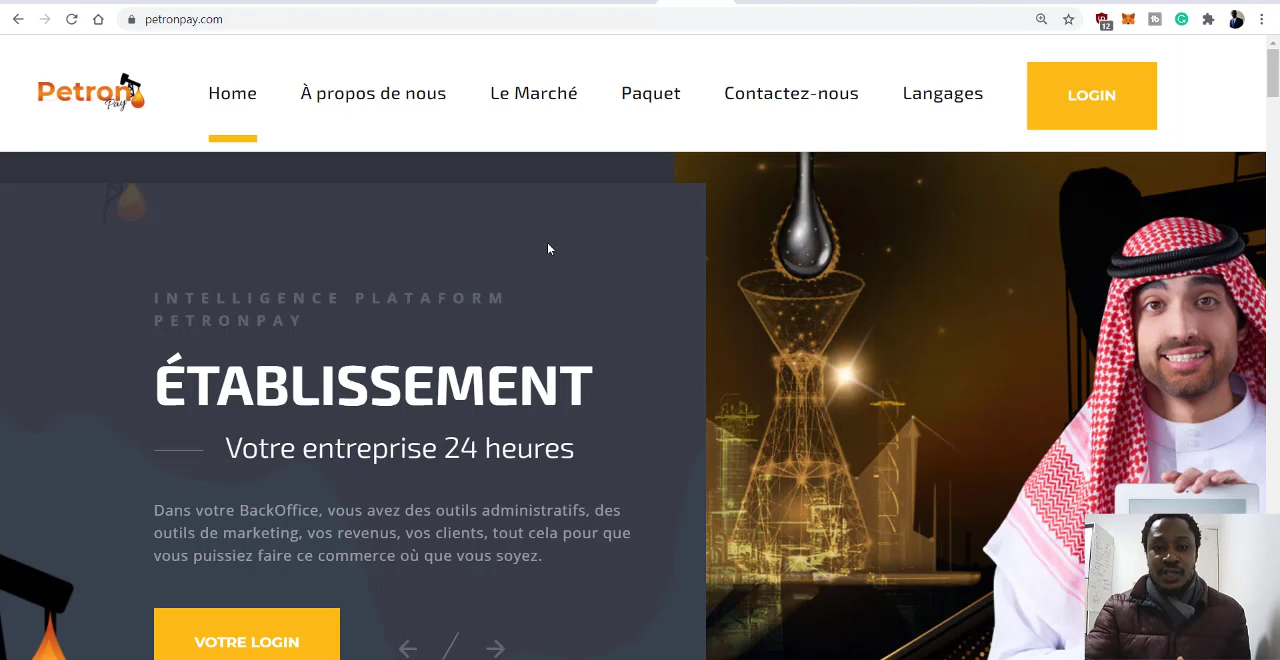 petronpay.com
12
Petron
Pay
Home
À propos de nous
Le Marché
Paquet
Contactez-nous
Langages
LOGIN
INTELLIGENCE PLATAFORM
PETRONPAY
ÉTABLISSEMENT
Votre entreprise 24 heures
Dans votre BackOffice, vous avez des outils administratifs, des
outils de marketing, vos revenus, vos clients, tout cela pour que
vous puissiez faire ce commerce où que vous soyez.
VOTRE LOGIN